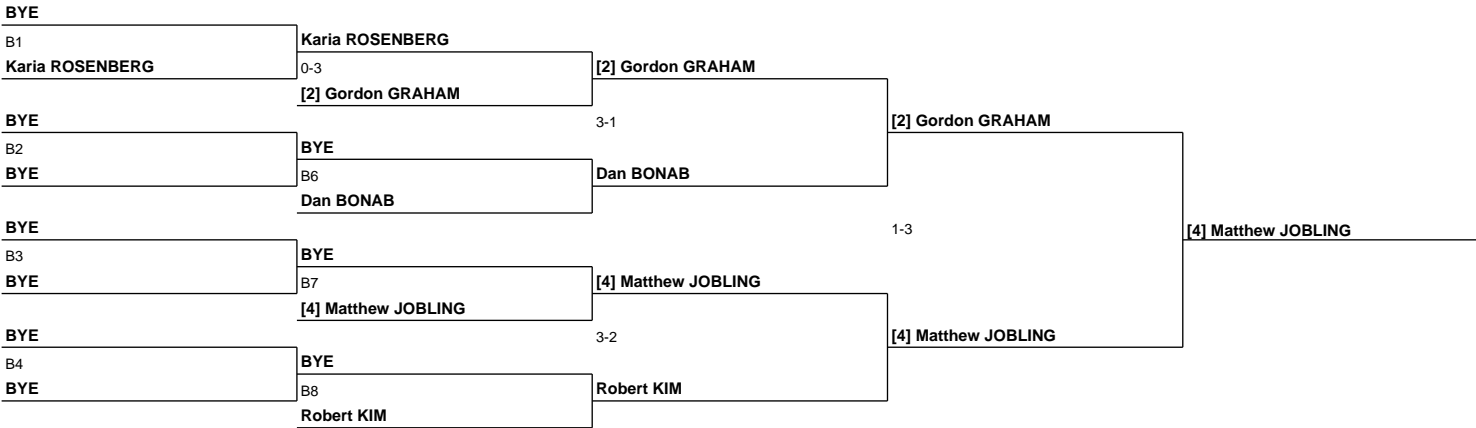 BYE
B1
Karia ROSENBERG
BYE
B2
BYE
BYE
B3
BYE
BYE
B4
BYE
Karia ROSENBERG
0-3
[2] Gordon GRAHAM
BYE
B6
Dan BONAB
BYE
B7
[4] Matthew JOBLING
BYE
B8
Robert KIM
[2] Gordon GRAHAM
3-1
Dan BONAB
[4] Matthew JOBLING
3-2
Robert KIM
[2] Gordon GRAHAM
1-3
[4] Matthew JOBLING
[4] Matthew JOBLING